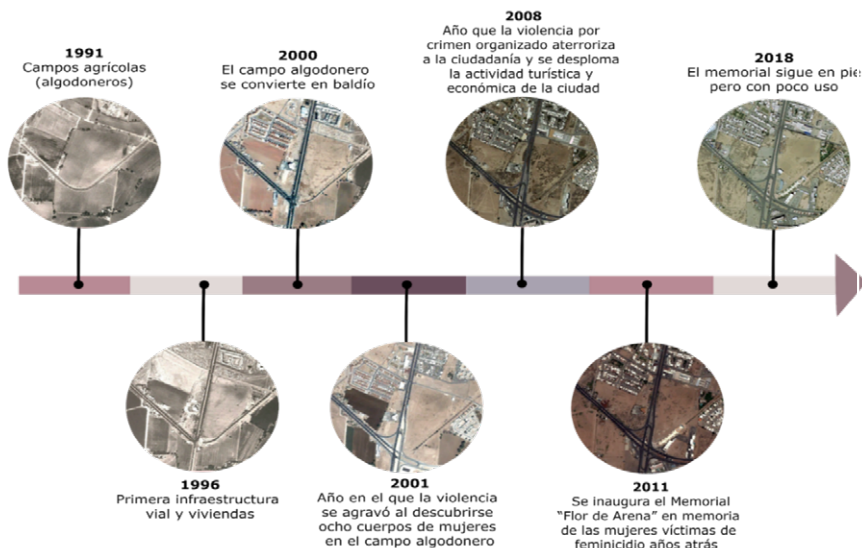 1991
Campos agrícolas
(algodoneros)
2000
El campo algodonero
se convierte en baldío
2008
Año que la violencia por
crimen organizado aterroriza
a la ciudadanía y se desploma
la actividad turística y
económica de la ciudad
2018
El memorial sigue en pie
pero con poco uso
1996
Primera infraestructura
vial y viviendas
2001
Año en el que la violencia
se agravó al descubrirse
ocho cuerpos de mujeres
en el campo algodonero
2011
Se inaugura el Memorial
“Flor de Arena” en memoria
de las mujeres víctimas de
feminicidio años atrás